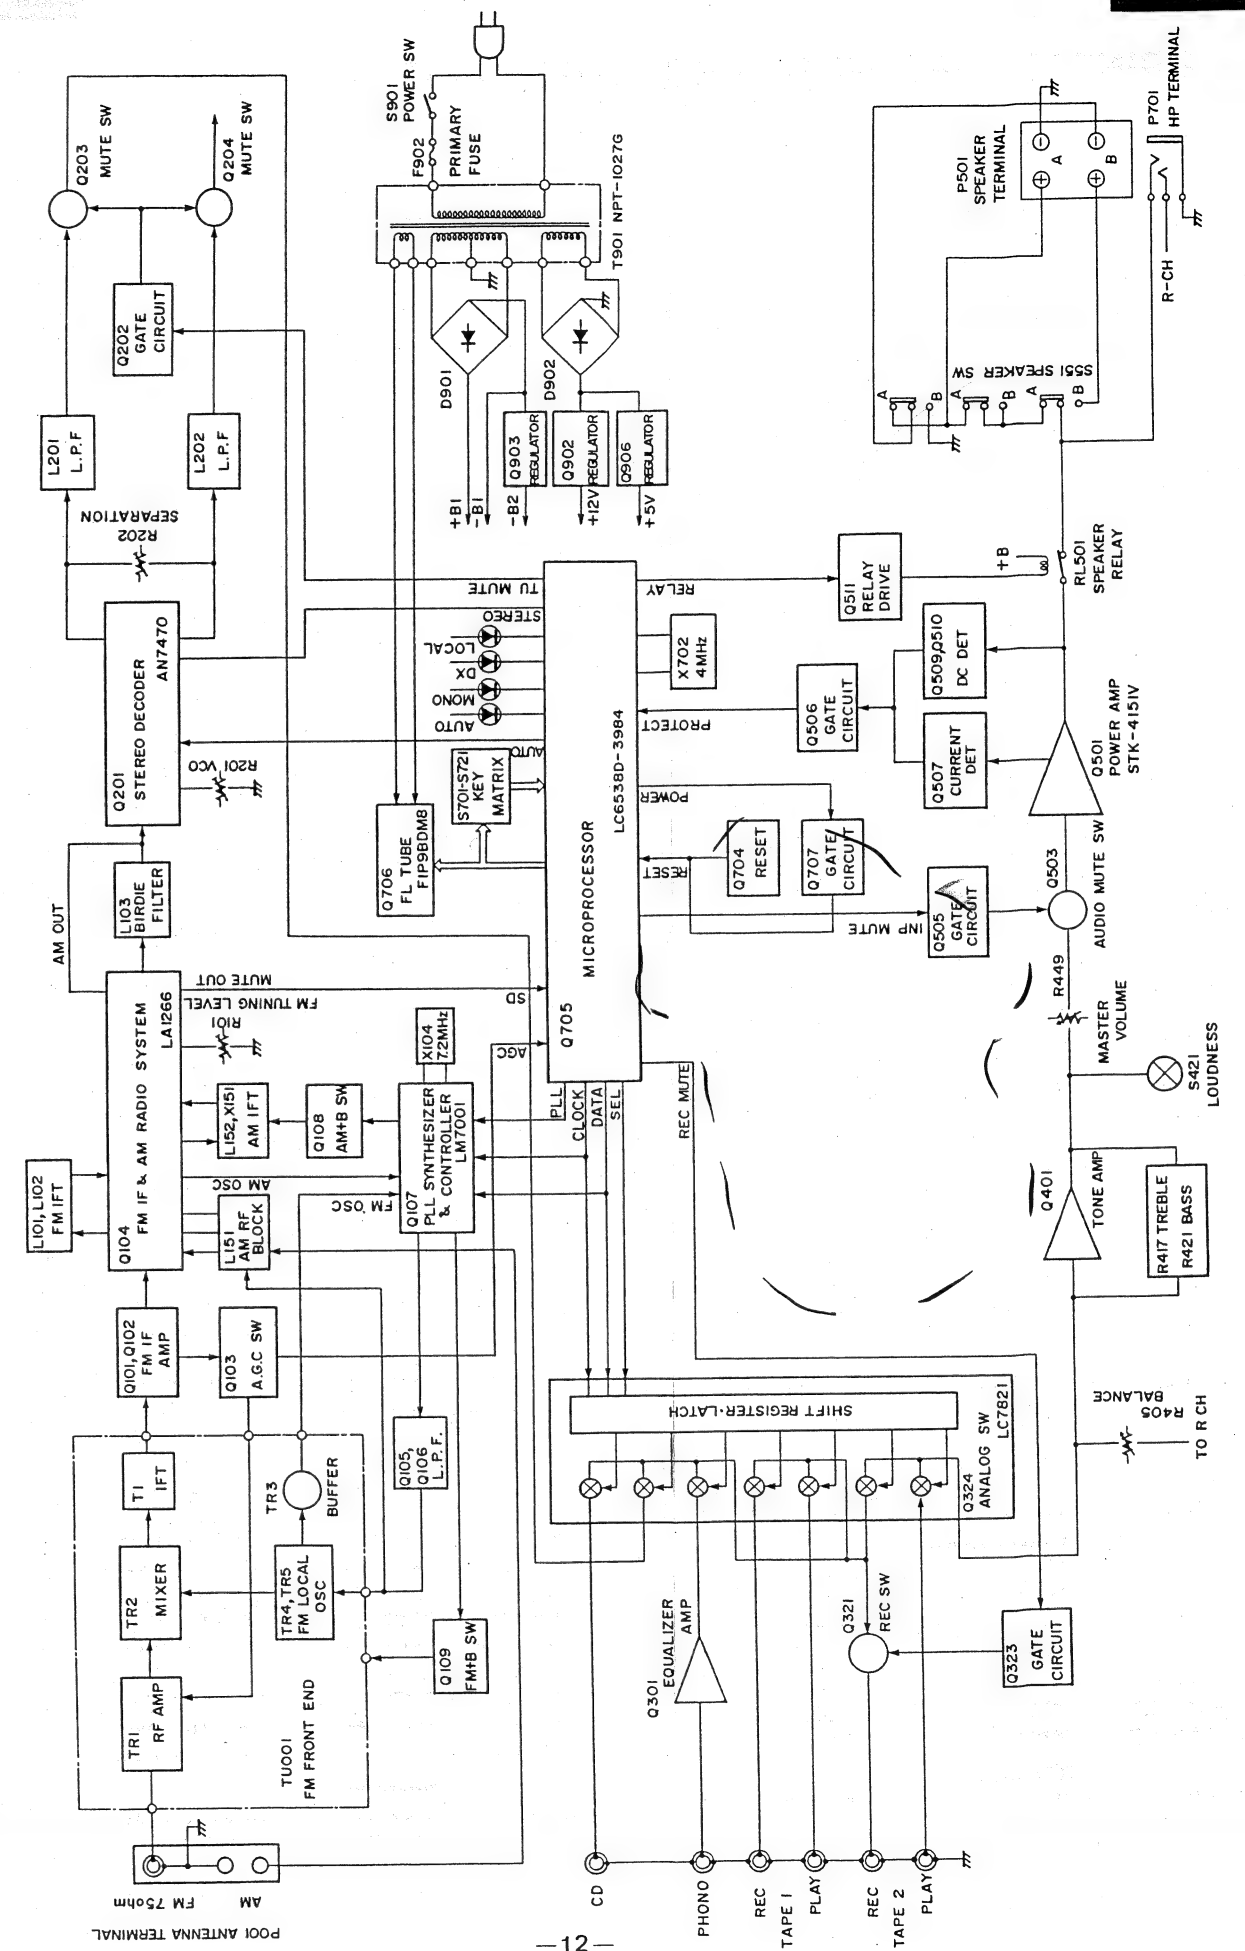 P001 ANTENNA TERMINAL
FM 75ohm
AM
TU001
FM FRONT END
TR1
RF AMP
TR2
MIXER
T1
IFT
TR4, TR5
FM LOCAL
OSC
TR3
BUFFER
Q109
FM+B SW
Q105,
Q106
L.P.F.
Q101, Q102
FM IF
AMP
Q103
A.G.C SW
L101, L102
FM IFT
Q104
FM IF & AM RADIO SYSTEM
LA1266
L151
AM RF
BLOCK
AM OSC
FM OSC
L152, X151
AM IFT
Q108
AM+B SW
Q107
PLL SYNTHESIZER
& CONTROLLER
LM7001
X104
7.2MHz
R101
FM TUNING LEVEL
MUTE OUT
AM OUT
L103
BIRDIE
FILTER
Q201
STEREO DECODER
AN7470
R201 VCO
R202
SEPARATION
L201
L.P.F
L202
L.P.F
Q202
GATE
CIRCUIT
Q203
MUTE SW
Q204
MUTE SW
S901
POWER SW
F902
PRIMARY
FUSE
T901 NPT-1027G
D901
D902
Q903
REGULATOR
Q902
REGULATOR
Q906
REGULATOR
+B1
-B1
-B2
+12V
+5V
Q706
FL TUBE
FIP9BDM8
S701-S721
KEY
MATRIX
AUTO
MONO
DX
LOCAL
STEREO
TU MUTE
AUTO
SD
AGC
Q705
MICROPROCESSOR
LC6538D-3984
PLL
CLOCK
DATA
SEL
REC MUTE
INP MUTE
RESET
POWER
PROTECT
RELAY
Q704
RESET
Q707
GATE
CIRCUIT
X702
4MHz
Q505
GATE
CIRCUIT
Q506
GATE
CIRCUIT
Q511
RELAY
DRIVE
Q507
CURRENT
DET
Q509, Q510
DC DET
+B
RL501
SPEAKER
RELAY
Q501
POWER AMP
STK-4151V
Q503
AUDIO MUTE SW
R449
MASTER
VOLUME
S421
LOUDNESS
Q401
TONE AMP
R417 TREBLE
R421 BASS
R405
BALANCE
TO R CH
SHIFT REGISTER·LATCH
Q324
ANALOG SW
LC7821
Q301
EQUALIZER
AMP
Q321
REC SW
Q323
GATE
CIRCUIT
CD
PHONO
REC
TAPE 1
PLAY
REC
TAPE 2
PLAY
S551 SPEAKER SW
A
B
A
B
A
B
P501
SPEAKER
TERMINAL
A
B
P701
HP TERMINAL
R-CH
—12—